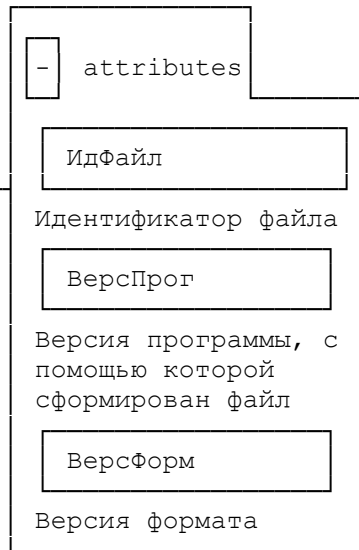 - attributes
ИдФайл
Идентификатор файла
ВерсПрог
Версия программы, с
помощью которой
сформирован файл
ВерсФорм
Версия формата